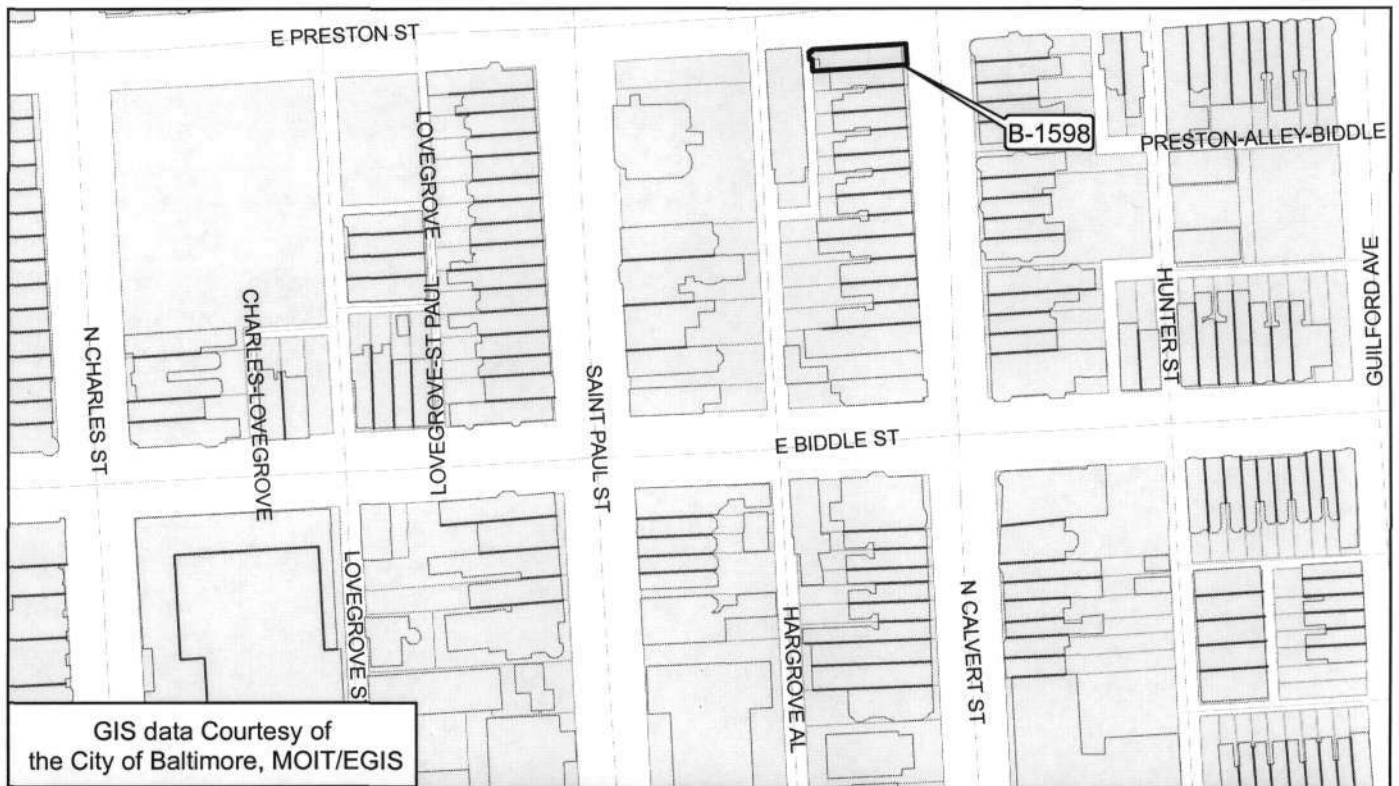 E PRESTON ST
B-1598
PRESTON-ALLEY-BIDDLE
LOVEGROVE
LOVEGROVE-ST PAUL
CHARLES-LOVEGROVE
N CHARLES ST
SAINT PAUL ST
HUNTER ST
GUILFORD AVE
E BIDDLE ST
LOVEGROVE S
HARGROVE AL
N CALVERT ST
GIS data Courtesy of
the City of Baltimore, MOIT/EGIS